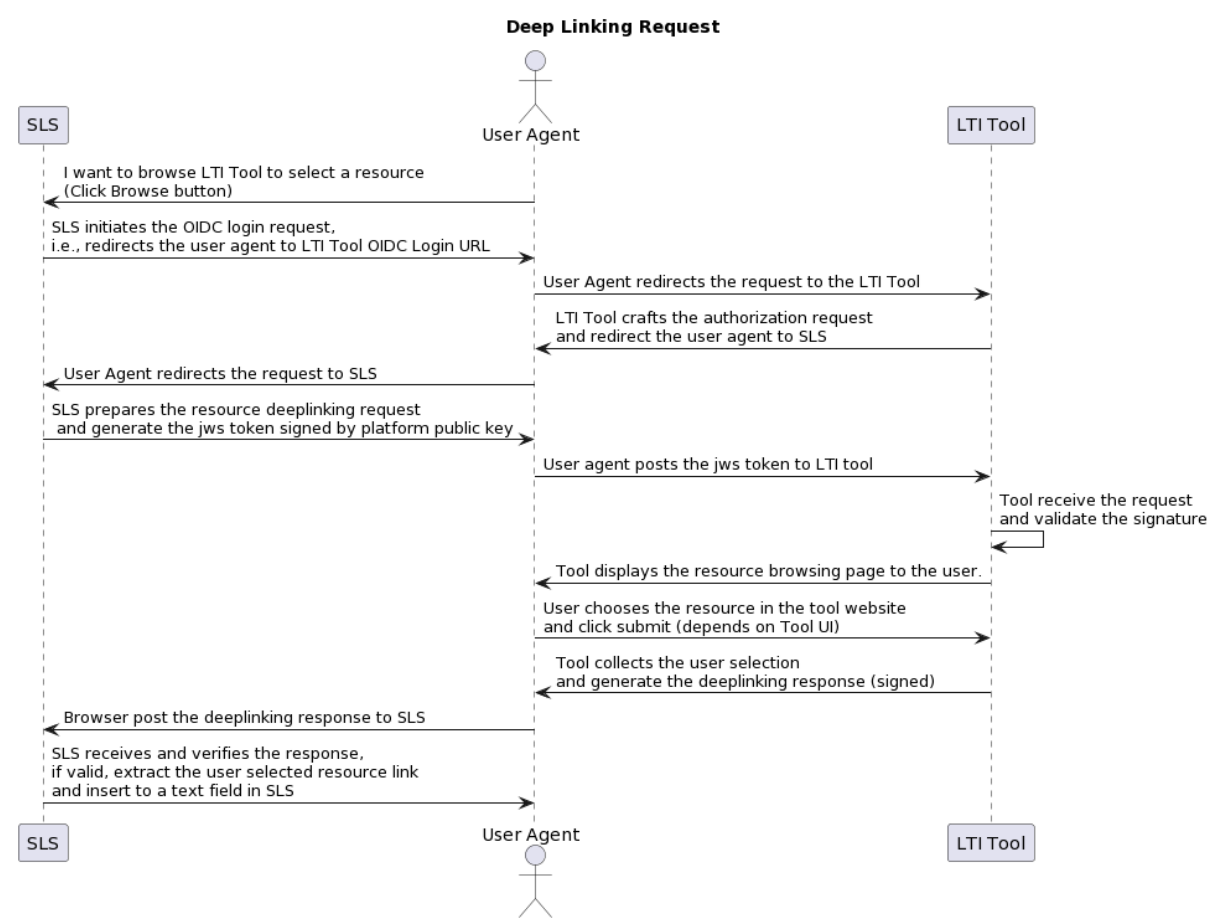 Deep Linking Request
User Agent
SLS
LTI Tool
I want to browse LTI Tool to select a resource
(Click Browse button)
SLS initiates the OIDC login request,
i.e., redirects the user agent to LTI Tool OIDC Login URL
User Agent redirects the request to the LTI Tool
LTI Tool crafts the authorization request
and redirect the user agent to SLS
User Agent redirects the request to SLS
SLS prepares the resource deeplinking request
and generate the jws token signed by platform public key
User agent posts the jws token to LTI tool
Tool receive the request
and validate the signature
Tool displays the resource browsing page to the user.
User chooses the resource in the tool website
and click submit (depends on Tool UI)
Tool collects the user selection
and generate the deeplinking response (signed)
Browser post the deeplinking response to SLS
SLS receives and verifies the response,
if valid, extract the user selected resource link
and insert to a text field in SLS
SLS
User Agent
LTI Tool